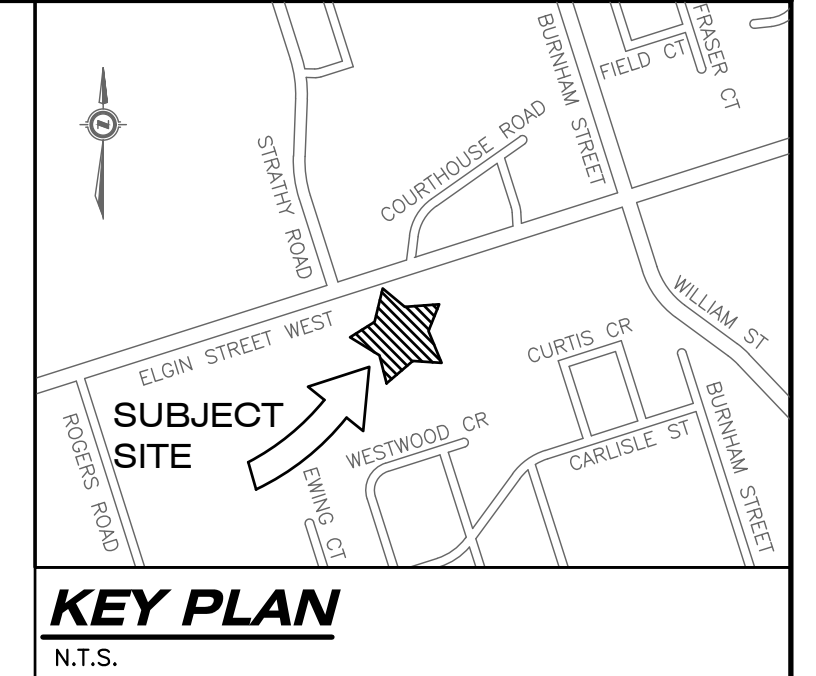 BURNHAM STREET
FIELD CT
FRASER CT
STRATHY ROAD
COURTHOUSE ROAD
ELGIN STREET WEST
WILLIAM ST
CURTIS CR
SUBJECT
SITE
ROGERS ROAD
EWING CT
WESTWOOD CR
CARLISLE ST
BURNHAM STREET
KEY PLAN
N.T.S.